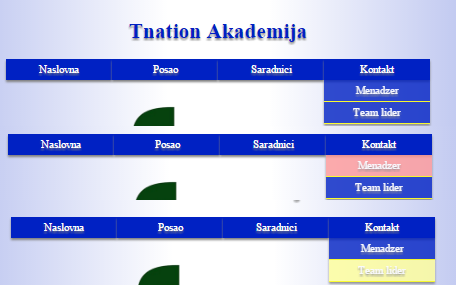 Tnation Akademija
Naslovna Posao Saradnici Kontakt
Menadzer
Team lider
Naslovna Posao Saradnici Kontakt
Menadzer
Team lider
Naslovna Posao Saradnici Kontakt
Menadzer
Team lider